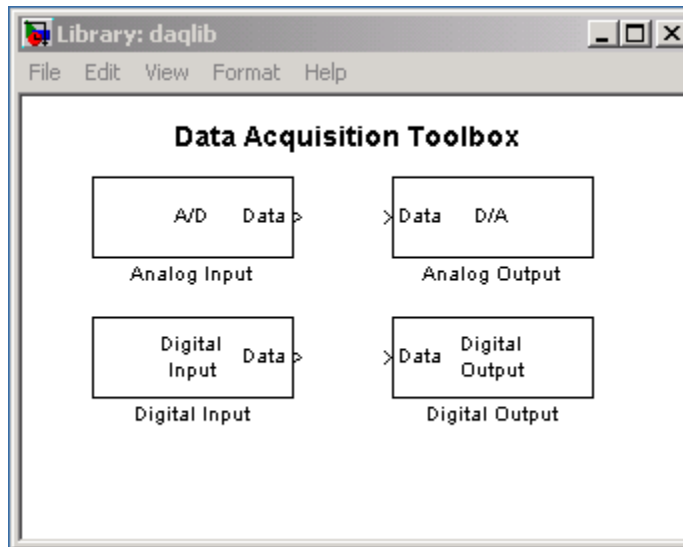 Library: daqlib
File Edit View Format Help
Data Acquisition Toolbox
A/D Data
Data D/A
Analog Input
Analog Output
Digital Input Data
Data Digital Output
Digital Input
Digital Output